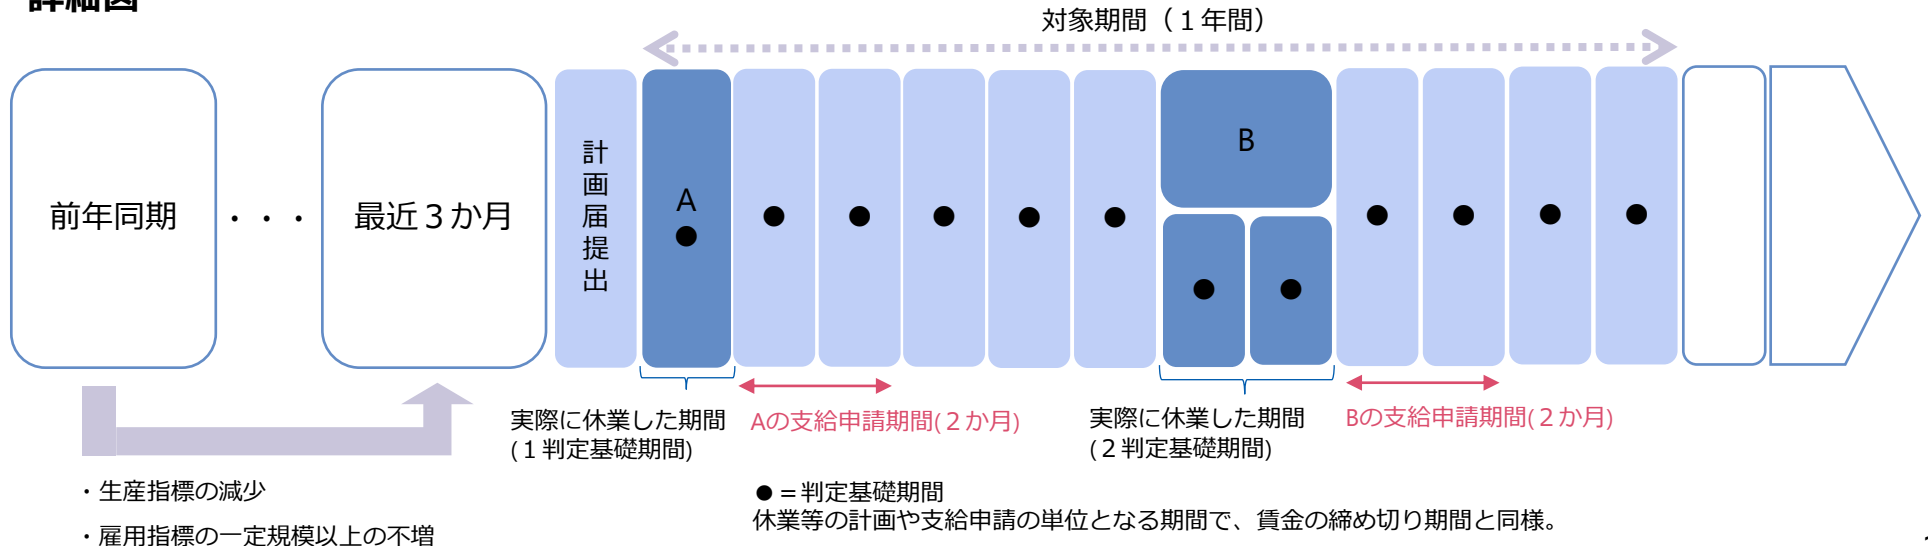 詳細図
対象期間（１年間）
前年同期
・・・
最近３か月
計画届提出
A
●
●
●
●
●
●
B
●
●
●
●
●
●
実際に休業した期間
(１判定基礎期間)
Aの支給申請期間(２か月)
実際に休業した期間
(２判定基礎期間)
Bの支給申請期間(２か月)
・生産指標の減少
・雇用指標の一定規模以上の不増
●＝判定基礎期間
休業等の計画や支給申請の単位となる期間で、賃金の締め切り期間と同様。